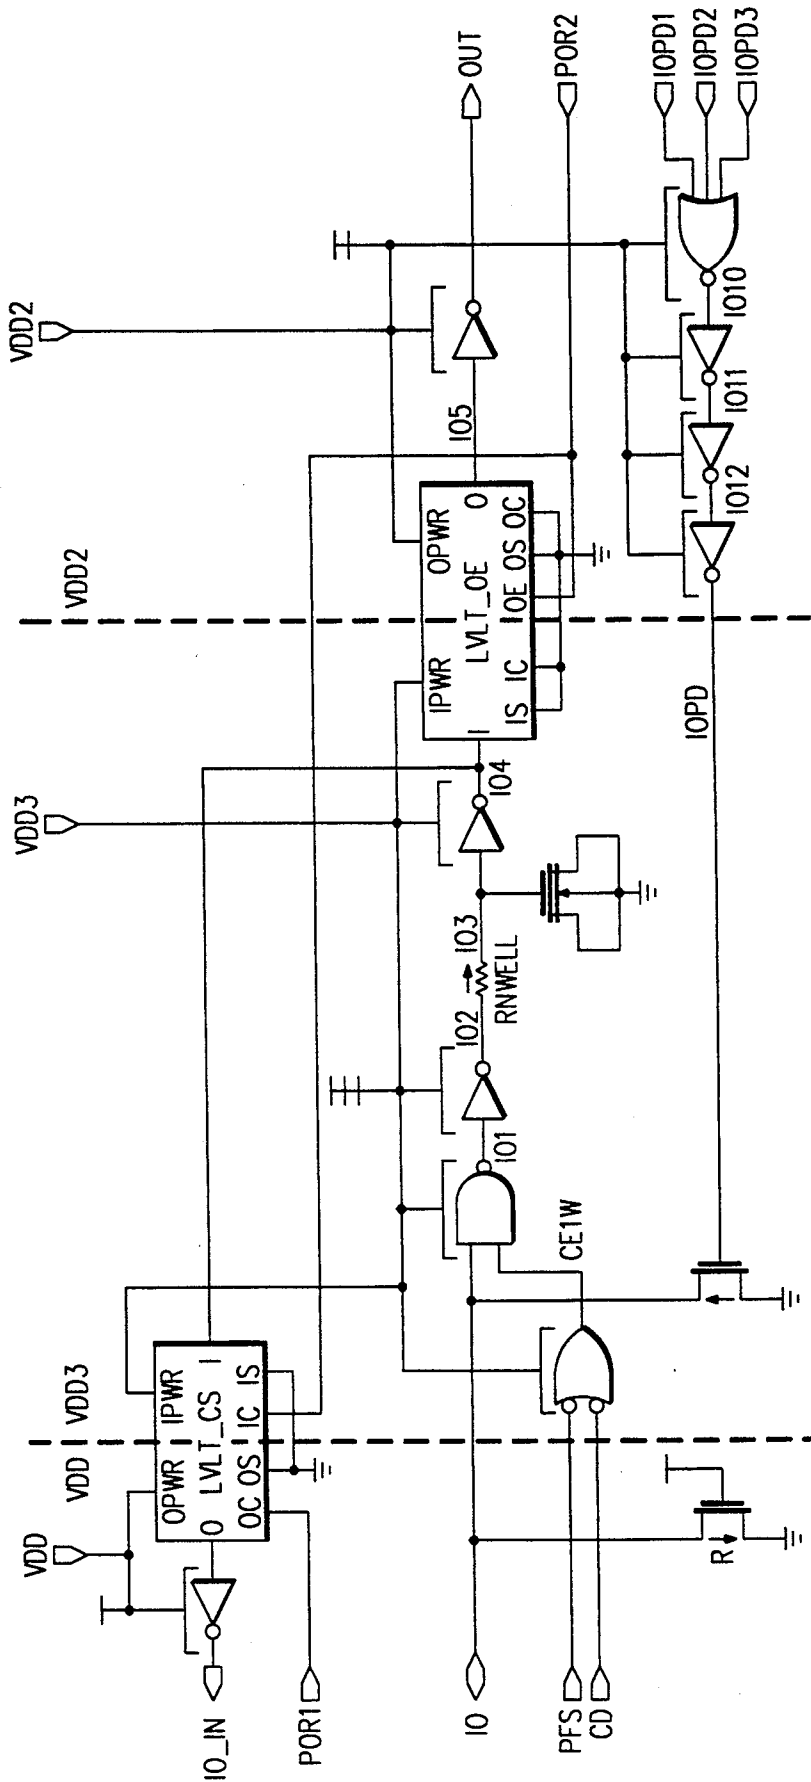 VDD
VDD3
VDD2
VDD
VDD3
VDD2
OPWR
IPWR
LVLT_CS
O
I
OC
OS
IC
IS
IO_IN
POR1
IO
PFS
CD
R
CE1W
IO1
IO2
RNWELL
IO3
IO4
IPWR
OPWR
LVLT_OE
I
O
IS
IC
OE
OS
OC
IO5
OUT
POR2
IOPD
IO12
IO11
IO10
IOPD1
IOPD2
IOPD3